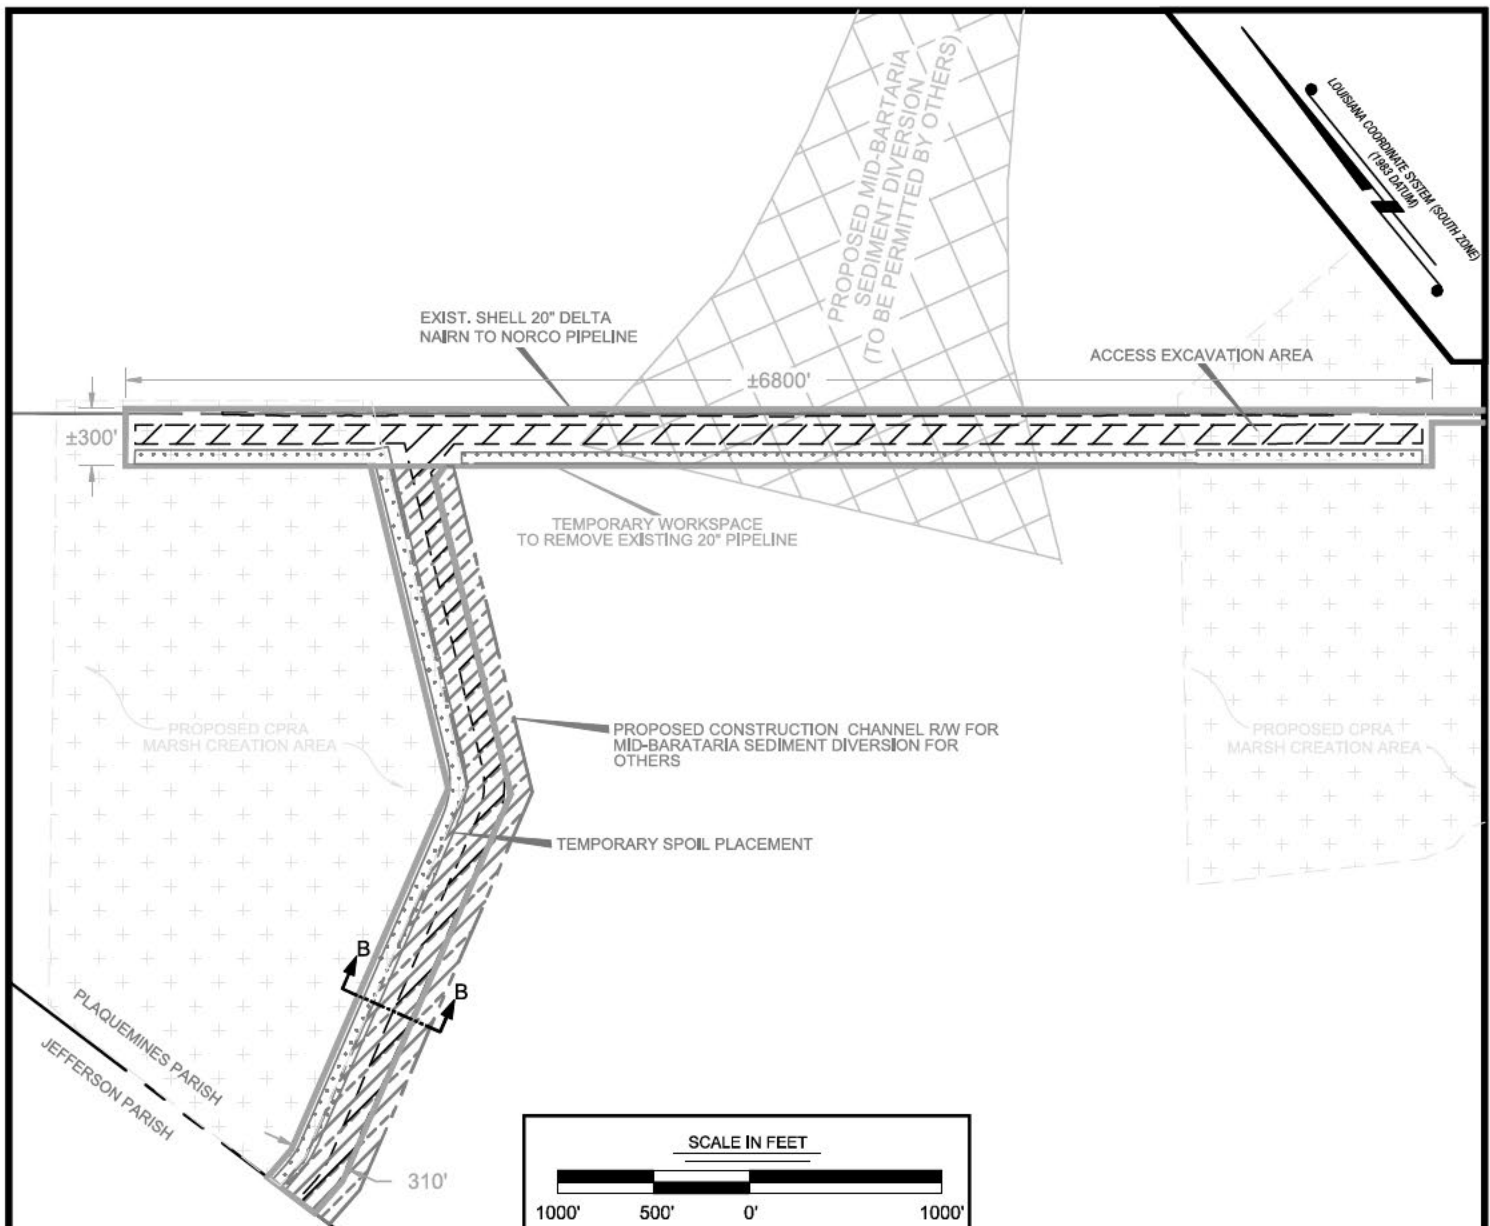 PROPOSED MID-BARTARIA
SEDIMENT DIVERSION
(TO BE PERMITTED BY OTHERS)
LOUISIANA COORDINATE SYSTEM (SOUTH ZONE)
(1983 DATUM)
EXIST. SHELL 20" DELTA
NAIRN TO NORCO PIPELINE
ACCESS EXCAVATION AREA
±6800'
±300'
TEMPORARY WORKSPACE
TO REMOVE EXISTING 20" PIPELINE
PROPOSED CPRA
MARSH CREATION AREA
PROPOSED CONSTRUCTION CHANNEL R/W FOR
MID-BARATARIA SEDIMENT DIVERSION FOR
OTHERS
PROPOSED CPRA
MARSH CREATION AREA
TEMPORARY SPOIL PLACEMENT
B
B
PLAQUEMINES PARISH
JEFFERSON PARISH
310'
SCALE IN FEET
1000' 500' 0' 1000'